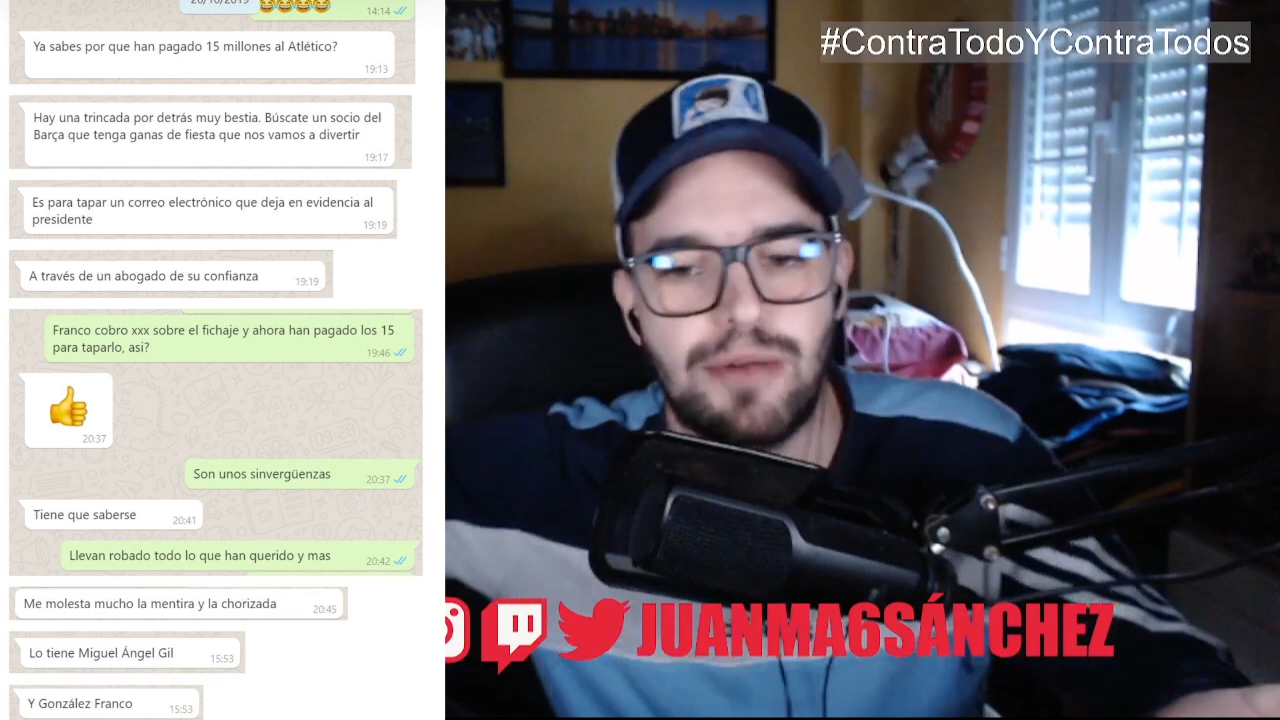 14:14
Ya sabes por que han pagado 15 millones al Atlético?
19:13
Hay una trincada por detrás muy bestia. Búscate un socio del
Barça que tenga ganas de fiesta que nos vamos a divertir
19:17
Es para tapar un correo electrónico que deja en evidencia al
presidente
19:19
A través de un abogado de su confianza
19:19
Franco cobro xxx sobre el fichaje y ahora han pagado los 15
para taparlo, asi?
19:46
20:37
Son unos sinvergüenzas
20:37
Tiene que saberse
20:41
Llevan robado todo lo que han querido y mas
20:42
Me molesta mucho la mentira y la chorizada
20:45
Lo tiene Miguel Ángel Gil
15:53
Y González Franco
15:53
#ContraTodoYContraTodos
JUANMA6SÁNCHEZ